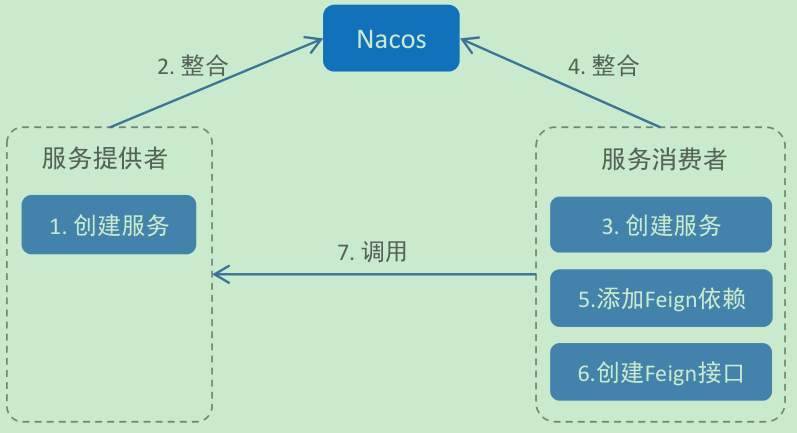 Nacos
2. 整合
4. 整合
服务提供者
服务消费者
1. 创建服务
3. 创建服务
7. 调用
5.添加Feign依赖
6.创建Feign接口